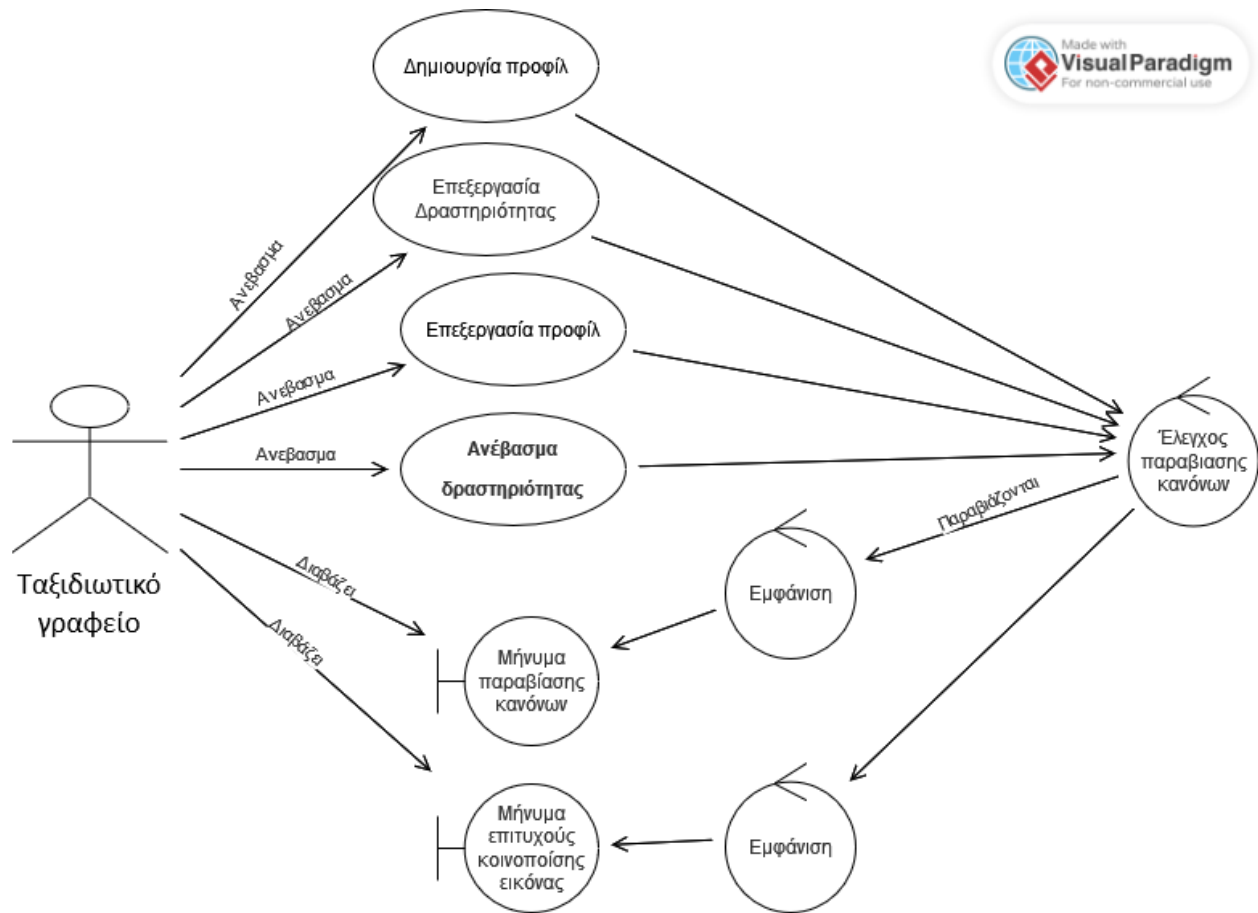 Δημιουργία προφίλ
Made with
Visual Paradigm
For non-commercial use
Επεξεργασία
Δραστηριότητας
Ανεβασμα
Ανεβασμα
Επεξεργασία προφίλ
Ανεβασμα
Ανεβασμα
Ανέβασμα
δραστηριότητας
Έλεγχος
παραβιασης
κανόνων
Παραβιάζονται
Ταξιδιωτικό
γραφείο
Διαβάζει
Διαβάζει
Εμφάνιση
Μήνυμα
παραβίασης
κανόνων
Μήνυμα
επιτυχούς
κοινοποίσης
εικόνας
Εμφάνιση